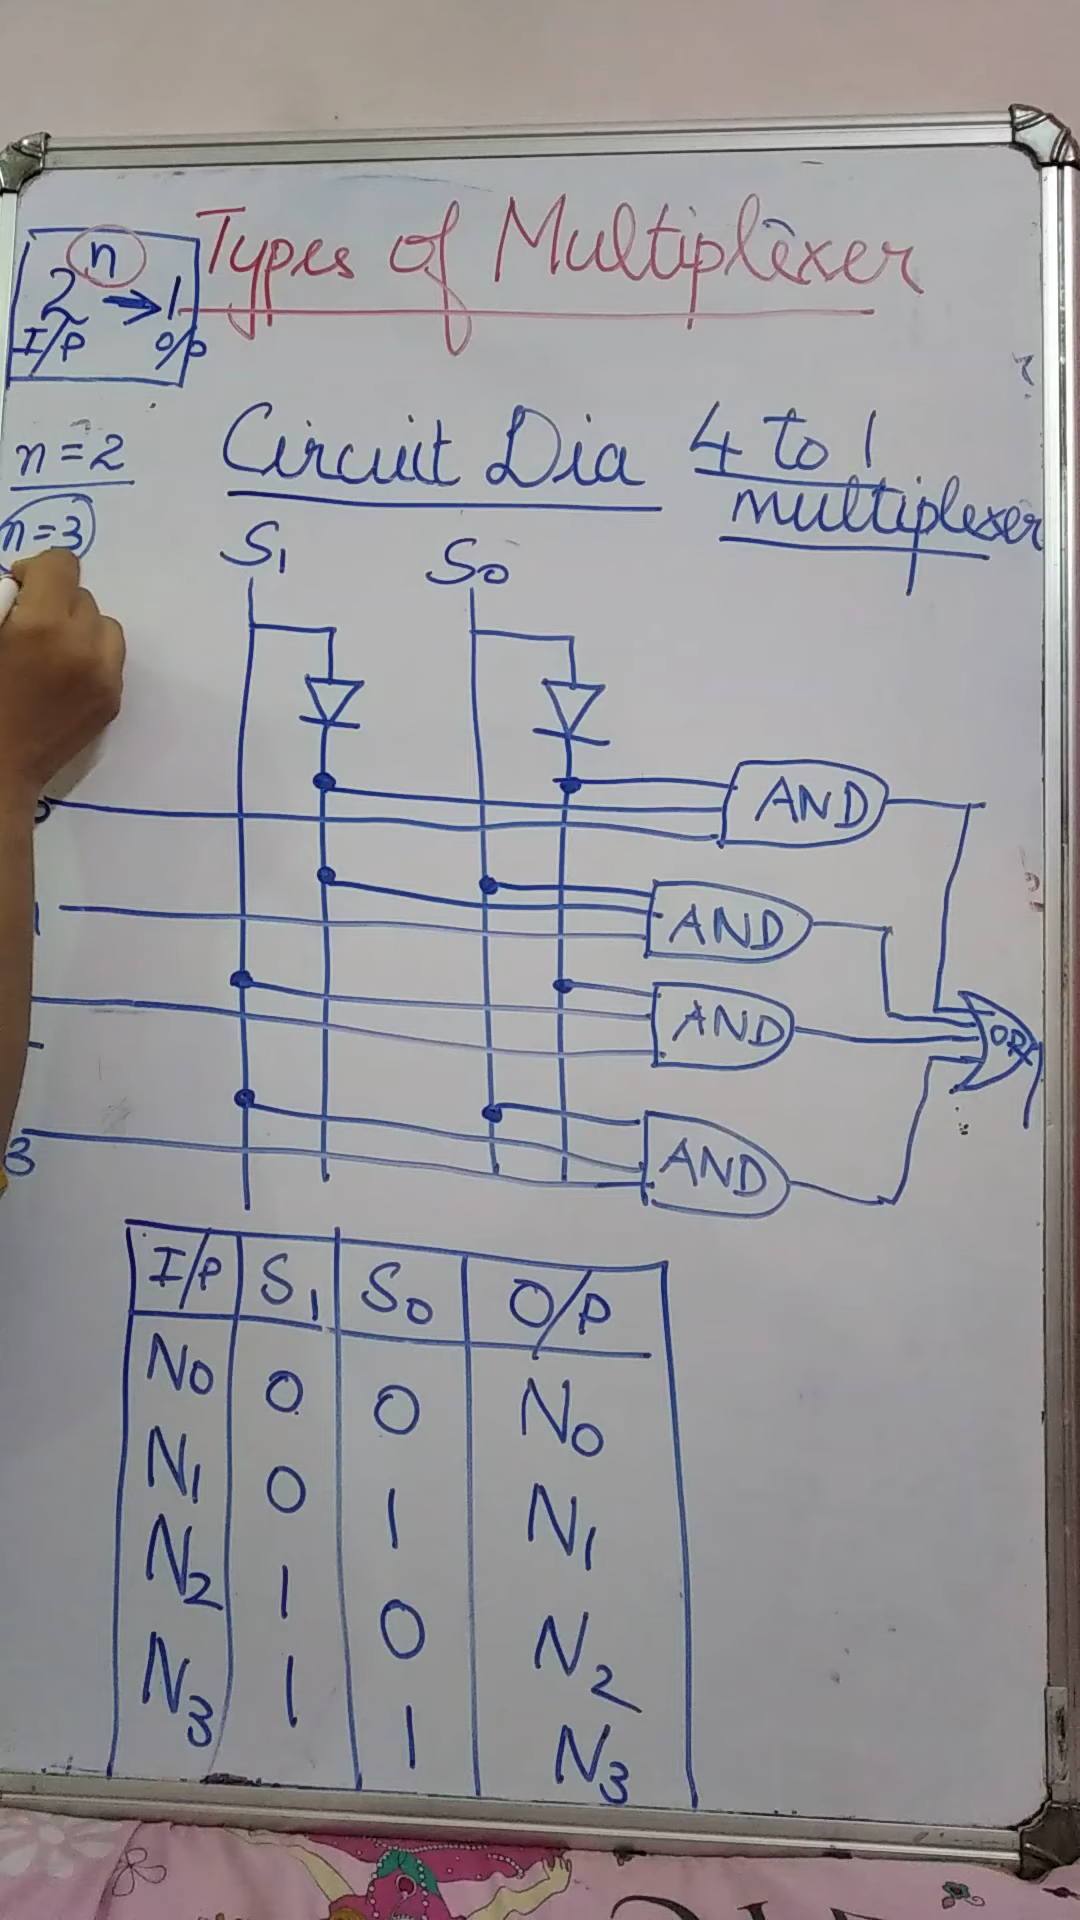 Types of Multiplexer
2 n → 1
I/P O/P
n=2
n=3
Circuit Dia 4 to 1
multiplexer
S1 S0
AND
AND
AND
OR
3
AND
I/P S1 S0 O/P
N0 0 0 N0
N1 0 1 N1
N2 1 0 N2
N3 1 1 N3